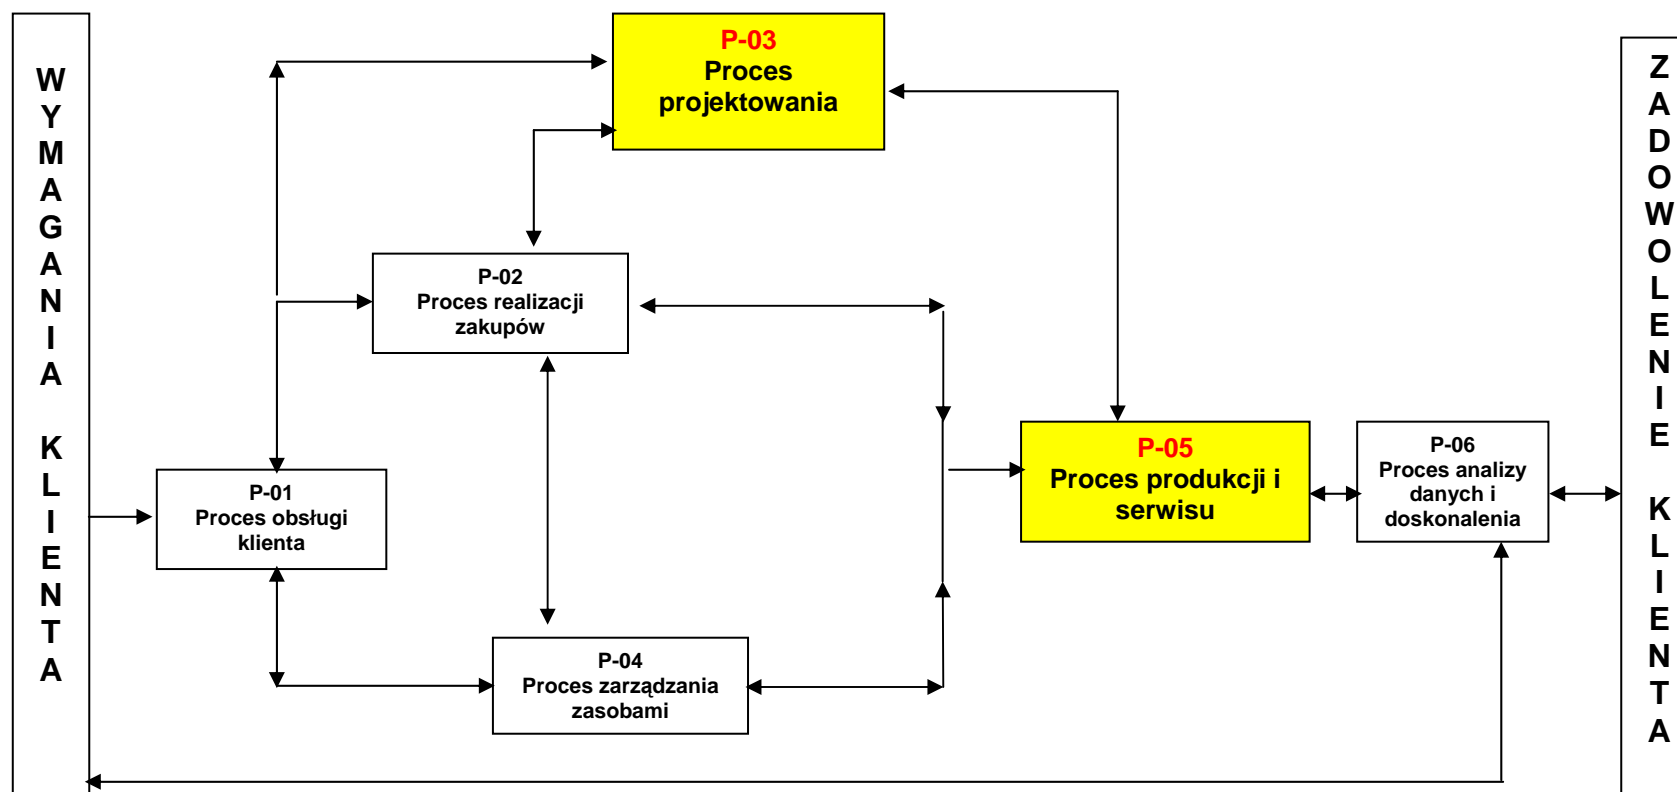 WYMAGANIA KLIENTA
P-03
Proces
projektowania
P-02
Proces realizacji
zakupów
P-01
Proces obsługi
klienta
P-04
Proces zarządzania
zasobami
P-05
Proces produkcji i
serwisu
P-06
Proces analizy
danych i
doskonalenia
ZADOWOLENIE KLIENTA